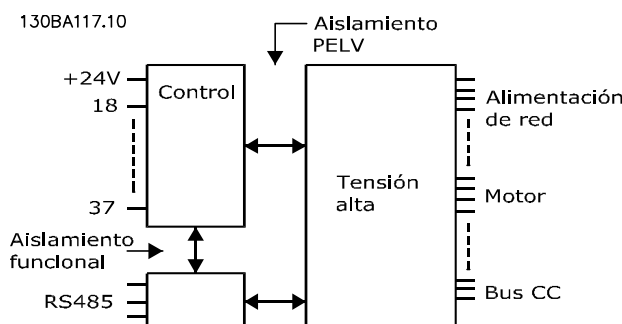 130BA117.10
Aislamiento
PELV
+24V
18
37
Control
Tensión
alta
Alimentación
de red
Motor
Bus CC
Aislamiento
funcional
RS485